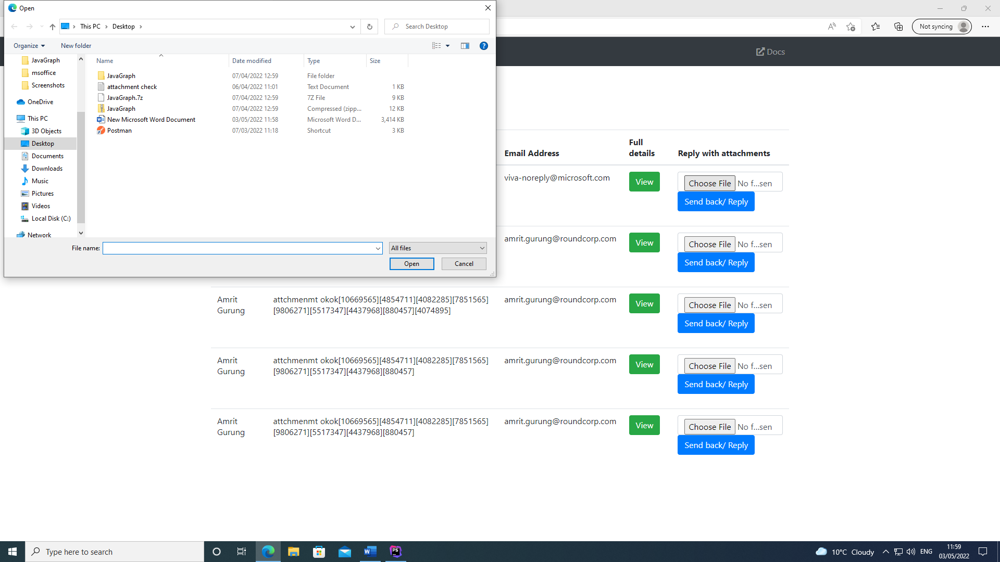 Open
This PC
Desktop
Search Desktop
Not syncing
Organize
New folder
Docs
JavaGraph
msoffice
Screenshots
OneDrive
This PC
3D Objects
Desktop
Documents
Downloads
Music
Pictures
Videos
Local Disk (C:)
Network
Name Date modified Type Size
JavaGraph 07/04/2022 12:59 File folder
attachment check 06/04/2022 11:01 Text Document 1 KB
JavaGraph.7z 07/04/2022 12:59 7Z File 9 KB
JavaGraph 07/04/2022 12:59 Compressed (zipp... 12 KB
New Microsoft Word Document 03/05/2022 11:58 Microsoft Word D... 3,414 KB
Postman 07/03/2022 11:18 Shortcut 3 KB
File name:
All files
Open
Cancel
Email Address
Full
details
Reply with attachments
viva-noreply@microsoft.com View Choose File No f...sen
Send back/ Reply
amrit.gurung@roundcorp.com View Choose File No f...sen
Send back/ Reply
Amrit attchmenmt okok[10669565][4854711][4082285][7851565] amrit.gurung@roundcorp.com View Choose File No f...sen
Gurung [9806271][5517347][4437968][880457][4074895]
Send back/ Reply
Amrit attchmenmt okok[10669565][4854711][4082285][7851565] amrit.gurung@roundcorp.com View Choose File No f...sen
Gurung [9806271][5517347][4437968][880457]
Send back/ Reply
Amrit attchmenmt okok[10669565][4854711][4082285][7851565] amrit.gurung@roundcorp.com View Choose File No f...sen
Gurung [9806271][5517347][4437968][880457]
Send back/ Reply
Type here to search
10°C Cloudy
ENG
11:59
03/05/2022